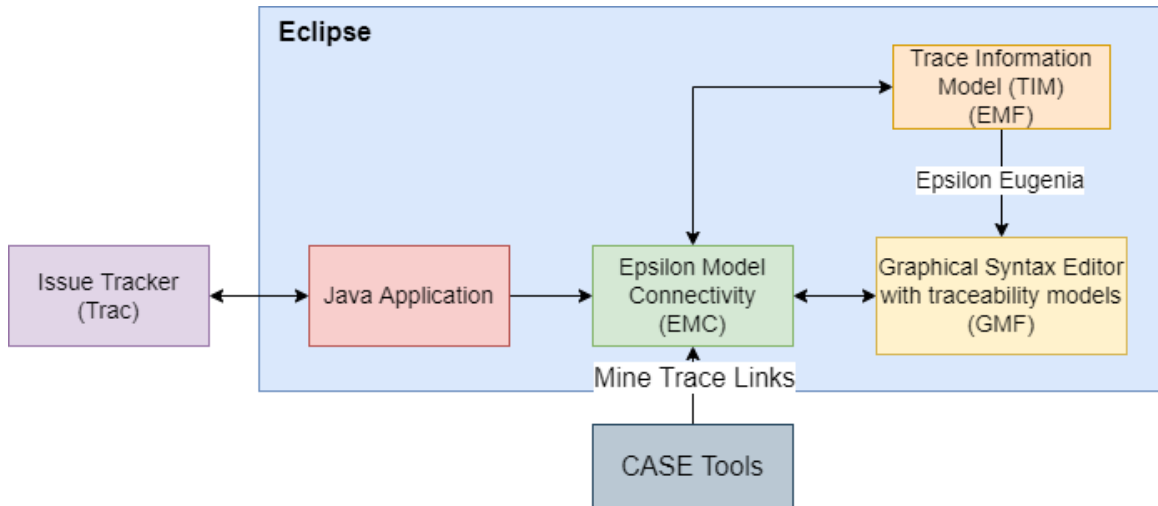 Eclipse
Trace Information
Model (TIM)
(EMF)
Epsilon Eugenia
Issue Tracker
(Trac)
Java Application
Epsilon Model
Connectivity
(EMC)
Graphical Syntax Editor
with traceability models
(GMF)
Mine Trace Links
CASE Tools